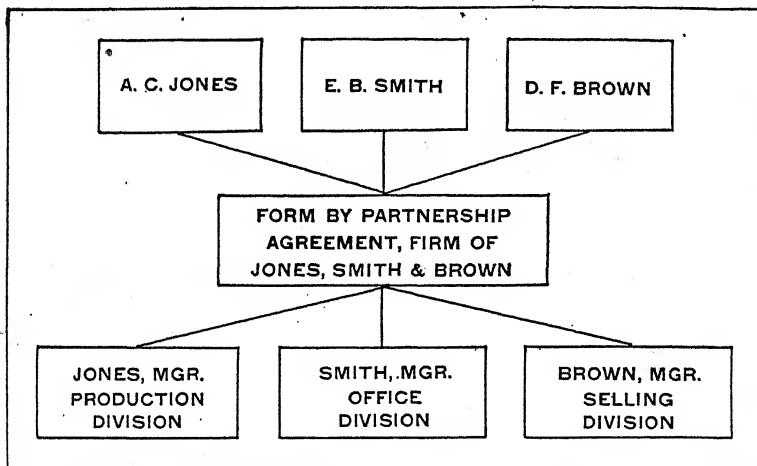 A. C. JONES
E. B. SMITH
D. F. BROWN
FORM BY PARTNERSHIP
AGREEMENT, FIRM OF
JONES, SMITH & BROWN
JONES, MGR.
PRODUCTION
DIVISION
SMITH, MGR.
OFFICE
DIVISION
BROWN, MGR.
SELLING
DIVISION